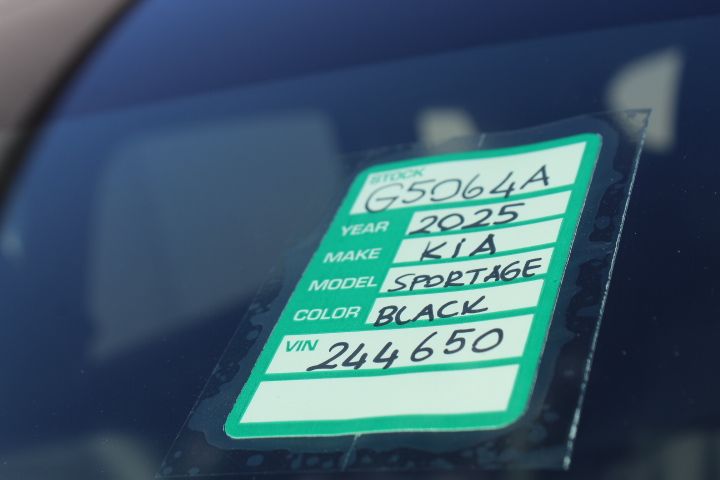 STOCK
G5064A
YEAR 2025
MAKE KIA
MODEL SPORTAGE
COLOR BLACK
VIN 244650